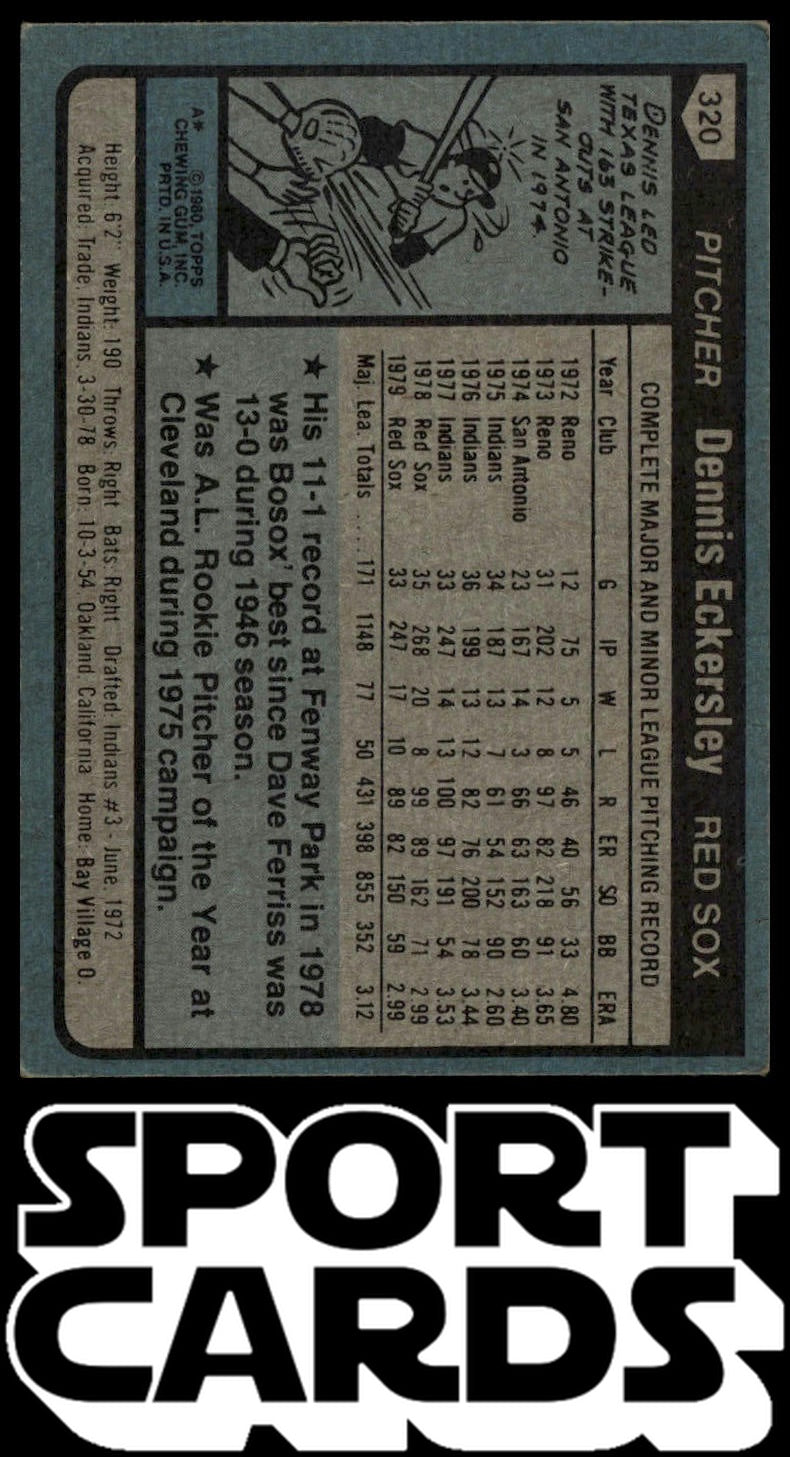 320 PITCHER Dennis Eckersley RED SOX
DENNIS LED
TEXAS LEAGUE
WITH 163 STRIKE-
OUTS AT
SAN ANTONIO
IN 1974.
A* © 1980, TOPPS
CHEWING GUM, INC.
PRTD. IN U.S.A.
COMPLETE MAJOR AND MINOR LEAGUE PITCHING RECORD
Year Club G IP W L R ER SO BB ERA
1972 Reno 12 75 5 5 46 40 56 33 4.80
1973 Reno 31 202 12 8 97 82 218 91 3.65
1974 San Antonio 23 167 14 3 66 63 163 60 3.40
1975 Indians 34 187 13 7 61 54 152 90 2.60
1976 Indians 36 199 13 12 82 76 200 78 3.44
1977 Indians 33 247 14 13 100 97 191 54 3.53
1978 Red Sox 35 268 20 8 99 89 162 71 2.99
1979 Red Sox 33 247 17 10 89 82 150 59 2.99
Maj. Lea. Totals ..... 171 1148 77 50 431 398 855 352 3.12
★ His 11-1 record at Fenway Park in 1978
was Bosox' best since Dave Ferriss was
13-0 during 1946 season.
★ Was A.L. Rookie Pitcher of the Year at
Cleveland during 1975 campaign.
Height: 6'2" Weight: 190 Throws: Right Bats: Right Drafted: Indians #3 - June, 1972
Acquired: Trade, Indians, 3-30-78 Born: 10-3-54, Oakland, California Home: Bay Village O.
SPORT
CARDS